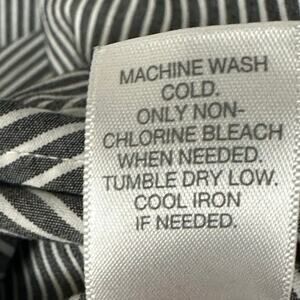 MACHINE WASH
COLD.
ONLY NON-
CHLORINE BLEACH
WHEN NEEDED.
TUMBLE DRY LOW.
COOL IRON
IF NEEDED.